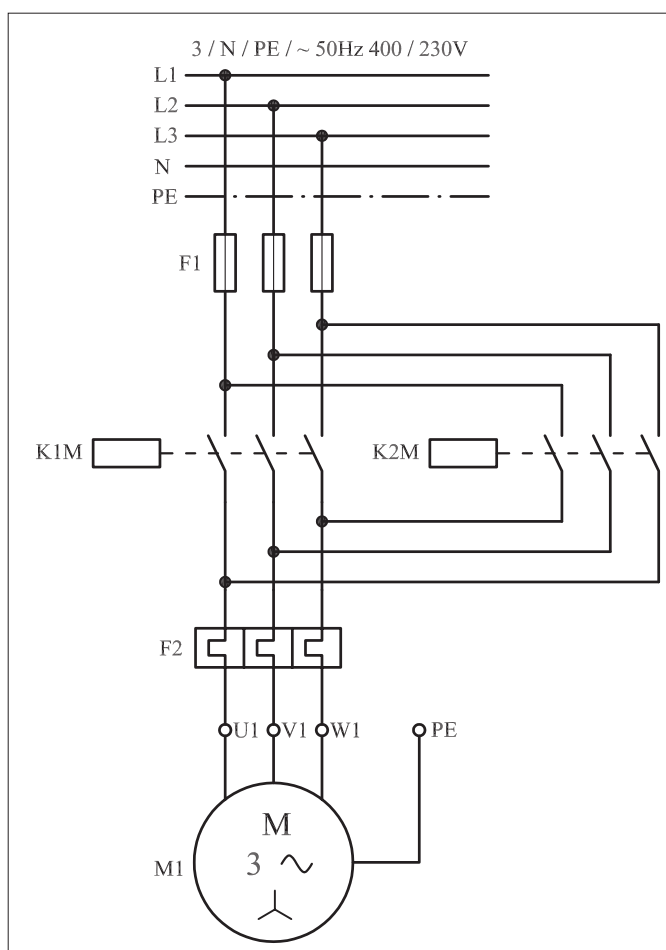 3 / N / PE / ~ 50Hz 400 / 230V
L1
L2
L3
N
PE
F1
K1M
K2M
F2
U1 V1 W1 PE
M
3
M1